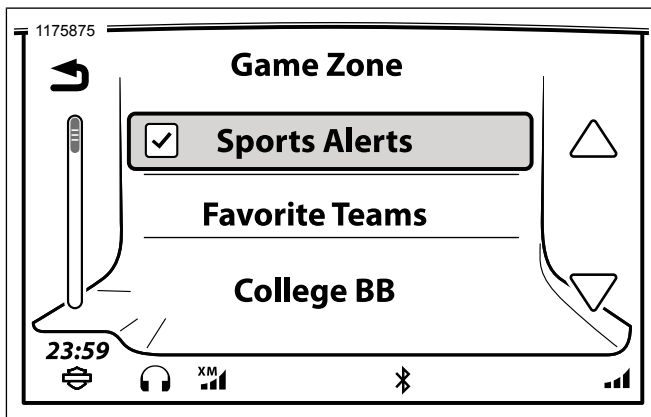 1175875
Game Zone
Sports Alerts
Favorite Teams
College BB
23:59
XM